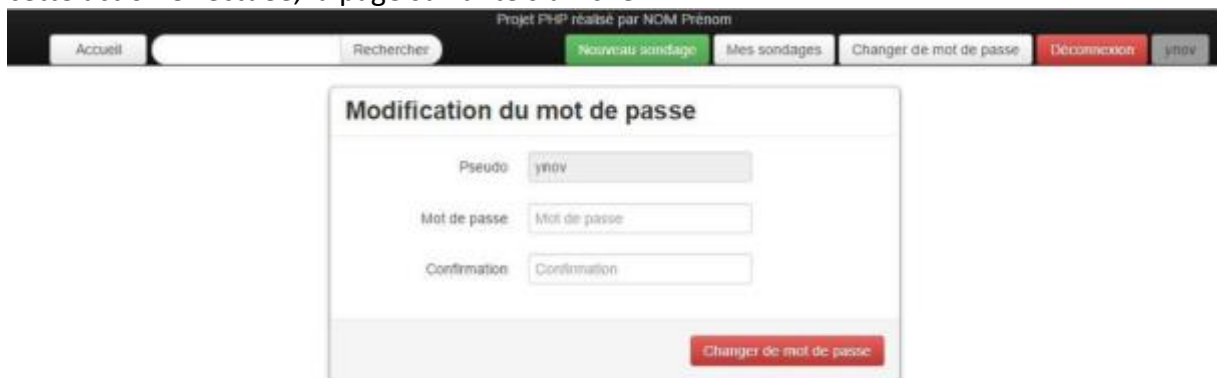 Projet PHP réalisé par NOM Prénom
Accueil Rechercher Nouveau sondage Mes sondages Changer de mot de passe Déconnexion ynov
Modification du mot de passe
Pseudo ynov
Mot de passe Mot de passe
Confirmation Confirmation
Changer de mot de passe